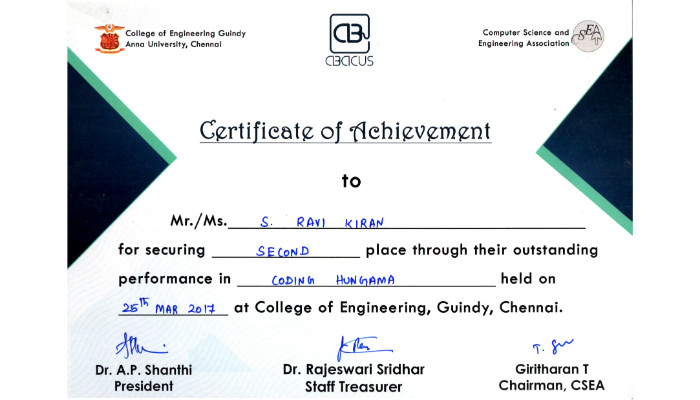 College of Engineering Guindy
Anna University, Chennai
ABACUS
Computer Science and
Engineering Association
CSEA
Certificate of Achievement
to
Mr./Ms. S. RAVI KIRAN
for securing SECOND place through their outstanding
performance in CODING HUNGAMA held on
25th MAR 2017 at College of Engineering, Guindy, Chennai.
T. 
Dr. A.P. Shanthi Dr. Rajeswari Sridhar Giritharan T
President Staff Treasurer Chairman, CSEA